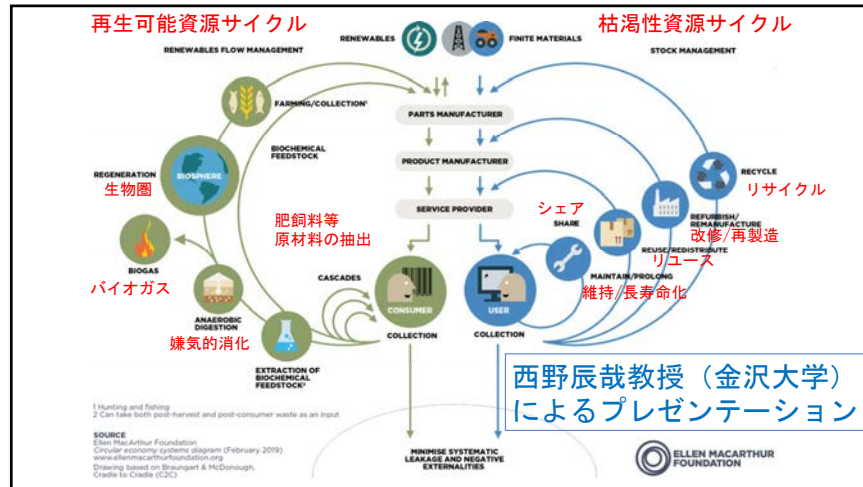 再生可能資源サイクル
RENEWABLES FLOW MANAGEMENT
RENEWABLES
FINITE MATERIALS
枯渇性資源サイクル
STOCK MANAGEMENT
FARMING/COLLECTION¹
PARTS MANUFACTURER
BIOCHEMICAL
FEEDSTOCK
PRODUCT MANUFACTURER
REGENERATION
BIOSPHERE
生物圏
RECYCLE
リサイクル
SERVICE PROVIDER
シェア
SHARE
REFURBISH/
REMANUFACTURE
改修/再製造
肥飼料等
原材料の抽出
REUSE/REDISTRIBUTE
リユース
BIOGAS
バイオガス
CASCADES
MAINTAIN/PROLONG
維持/長寿命化
CONSUMER
USER
ANAEROBIC
DIGESTION
嫌気的消化
COLLECTION
COLLECTION
EXTRACTION OF
BIOCHEMICAL
FEEDSTOCK²
西野辰哉教授（金沢大学）
によるプレゼンテーション
1 Hunting and fishing
2 Can take both post-harvest and post-consumer waste as an input
SOURCE
Ellen MacArthur Foundation
Circular economy systems diagram (February 2019)
www.ellenmacarthurfoundation.org
Drawing based on Braungart & McDonough,
Cradle to Cradle (C2C)
MINIMISE SYSTEMATIC
LEAKAGE AND NEGATIVE
EXTERNALITIES
ELLEN MACARTHUR
FOUNDATION